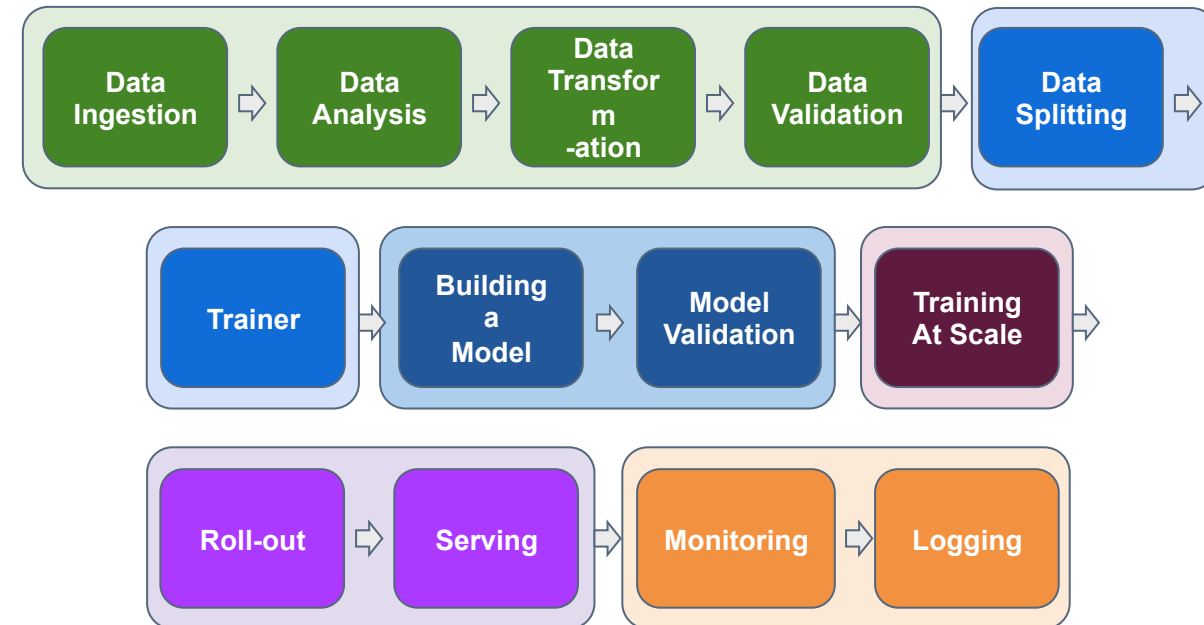 Data
Ingestion
Data
Analysis
Data
Transfor
m
-ation
Data
Validation
Data
Splitting
Trainer
Building
a
Model
Model
Validation
Training
At Scale
Roll-out
Serving
Monitoring
Logging